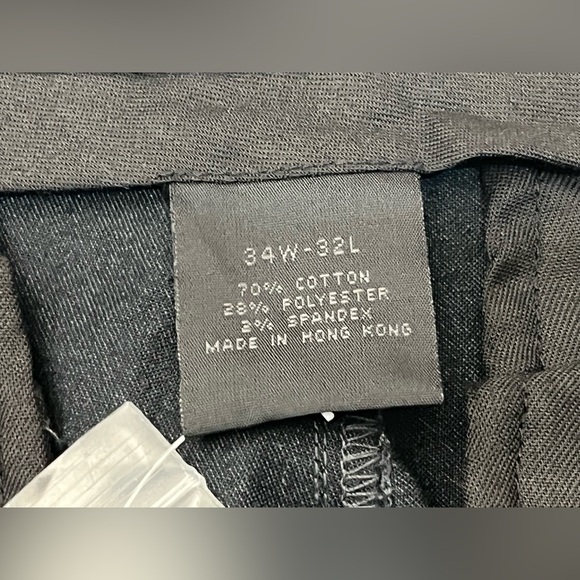 34W-32L
70% COTTON
28% POLYESTER
2% SPANDEX
MADE IN HONG KONG